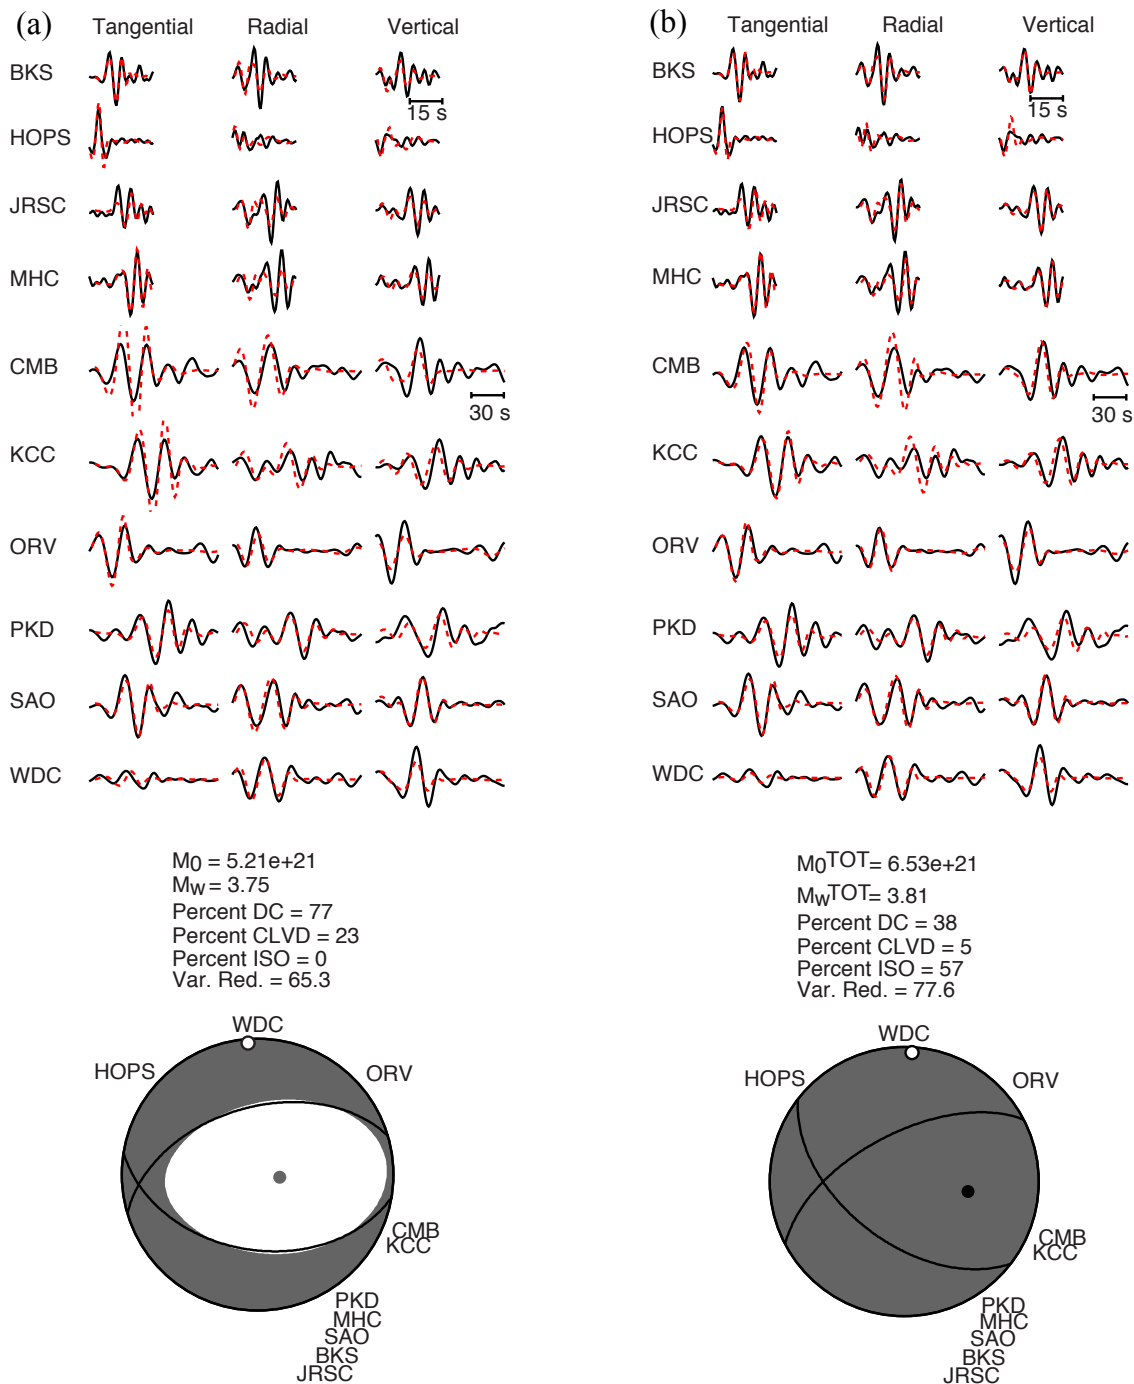 (a)
Tangential Radial Vertical
BKS
15 s
HOPS
JRSC
MHC
CMB
30 s
KCC
ORV
PKD
SAO
WDC
M0 = 5.21e+21
Mw = 3.75
Percent DC = 77
Percent CLVD = 23
Percent ISO = 0
Var. Red. = 65.3
WDC
HOPS
ORV
CMB
KCC
PKD
MHC
SAO
BKS
JRSC
(b)
Tangential Radial Vertical
BKS
15 s
HOPS
JRSC
MHC
CMB
30 s
KCC
ORV
PKD
SAO
WDC
M0TOT = 6.53e+21
MwTOT = 3.81
Percent DC = 38
Percent CLVD = 5
Percent ISO = 57
Var. Red. = 77.6
WDC
HOPS
ORV
CMB
KCC
PKD
MHC
SAO
BKS
JRSC